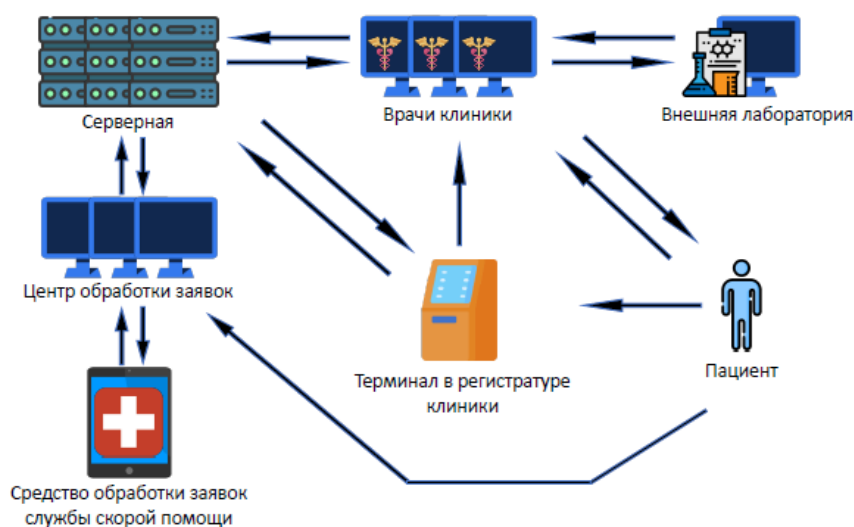 Серверная
Врачи клиники
Внешняя лаборатория
Центр обработки заявок
Терминал в регистратуре
клиники
Пациент
Средство обработки заявок
службы скорой помощи